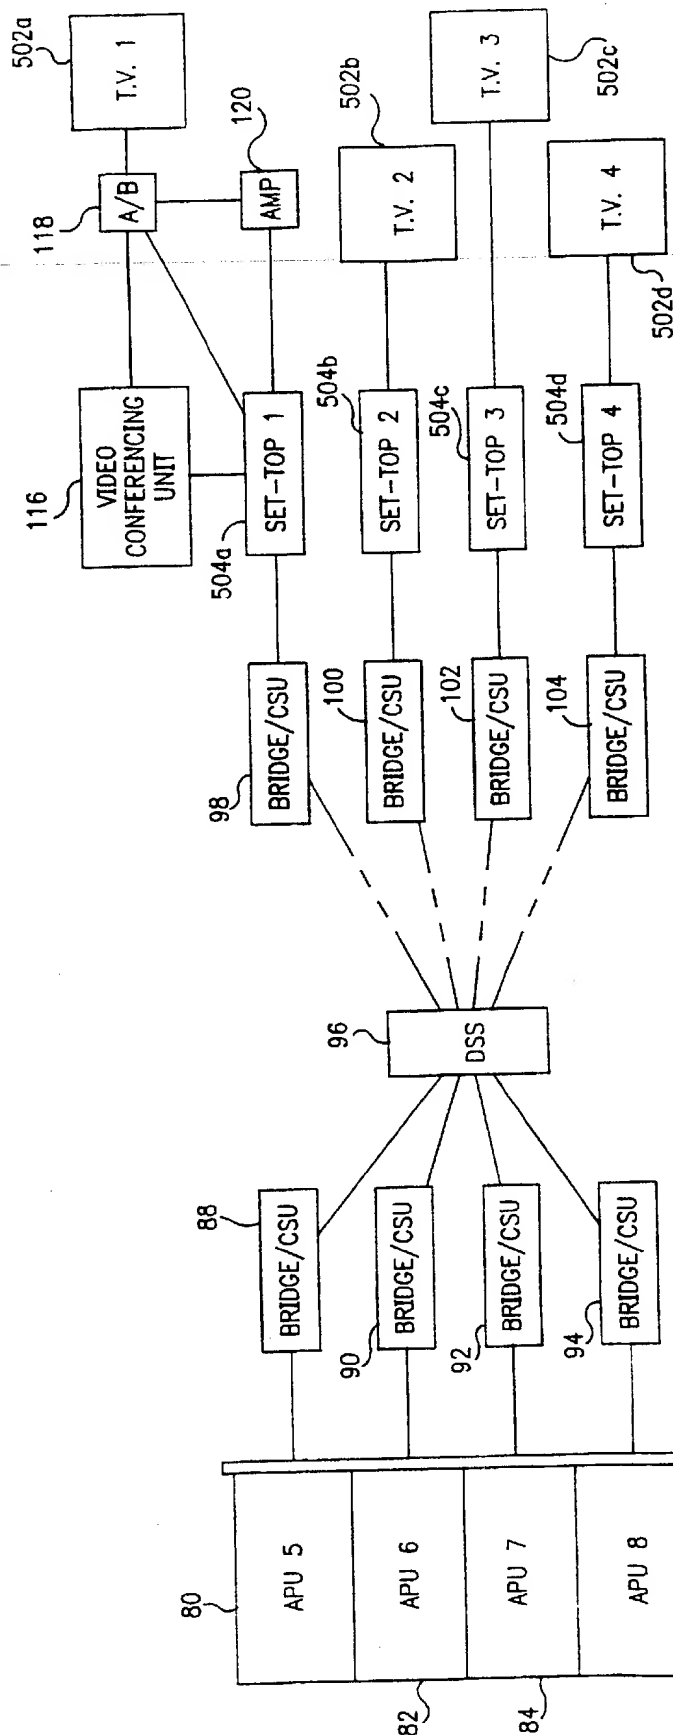 502a
T.V. 1
118
A/B
120
AMP
116
VIDEO
CONFERENCING
UNIT
504a
SET-TOP 1
98
BRIDGE/CSU
502b
T.V. 2
504b
SET-TOP 2
100
BRIDGE/CSU
T.V. 3
502c
504c
SET-TOP 3
102
BRIDGE/CSU
T.V. 4
502d
504d
SET-TOP 4
104
BRIDGE/CSU
96
DSS
88
BRIDGE/CSU
90
BRIDGE/CSU
92
BRIDGE/CSU
94
BRIDGE/CSU
80
APU 5
APU 6
82
APU 7
84
APU 8